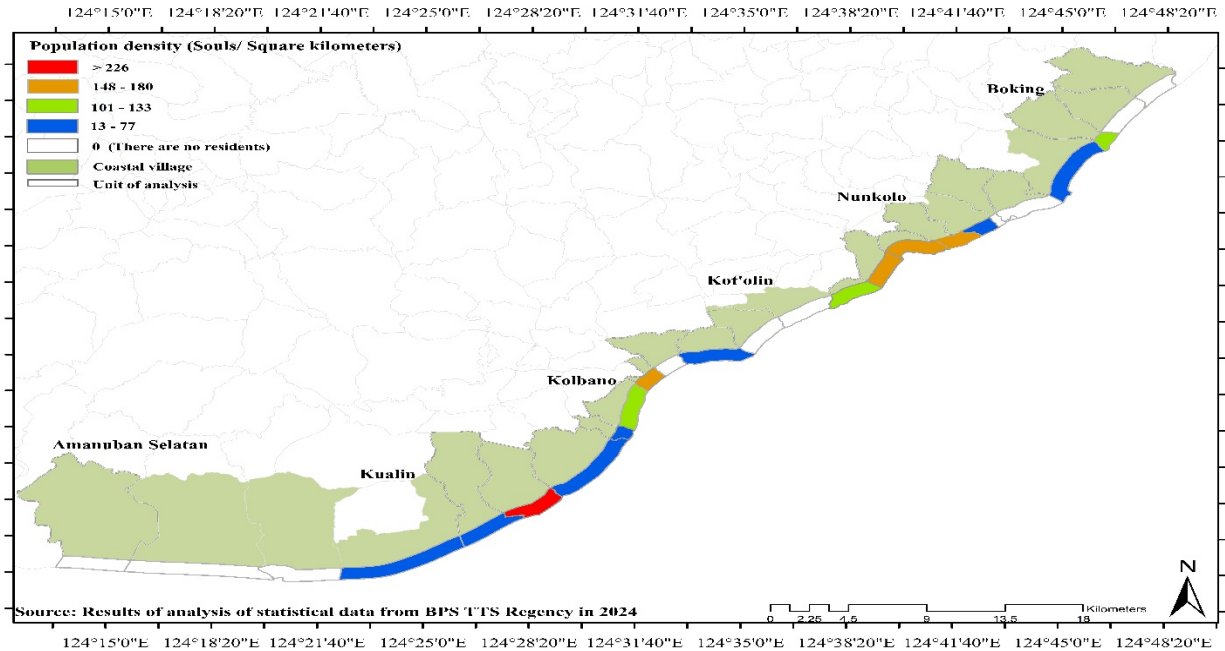 124°15'0"E 124°18'20"E 124°21'40"E 124°25'0"E 124°28'20"E 124°31'40"E 124°35'0"E 124°38'20"E 124°41'40"E 124°45'0"E 124°48'20"E
Population density (Souls/ Square kilometers)
> 226
148 - 180
101 - 133
13 - 77
0 (There are no residents)
Coastal village
Unit of analysis
Boking
Nunkolo
Kot'olin
Kolbano
Amanuban Selatan
Kualin
N
Source: Results of analysis of statistical data from BPS TTS Regency in 2024
Kilometers
0 2.25 4.5 9 13.5 18
124°15'0"E 124°18'20"E 124°21'40"E 124°25'0"E 124°28'20"E 124°31'40"E 124°35'0"E 124°38'20"E 124°41'40"E 124°45'0"E 124°48'20"E